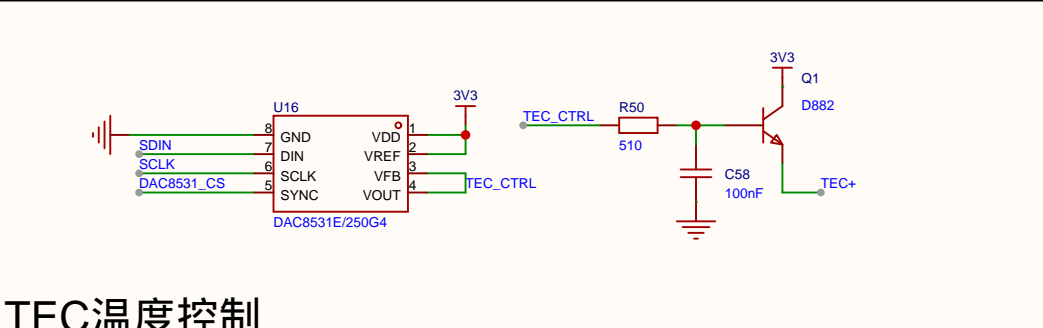 3V3
Q1
D882
3V3
U16
TEC_CTRL
R50
510
8
GND
VDD
1
SDIN
7
DIN
VREF
2
SCLK
6
SCLK
VFB
3
C58
100nF
DAC8531_CS
5
SYNC
VOUT
4
TEC_CTRL
TEC+
DAC8531E/250G4
TEC温度控制